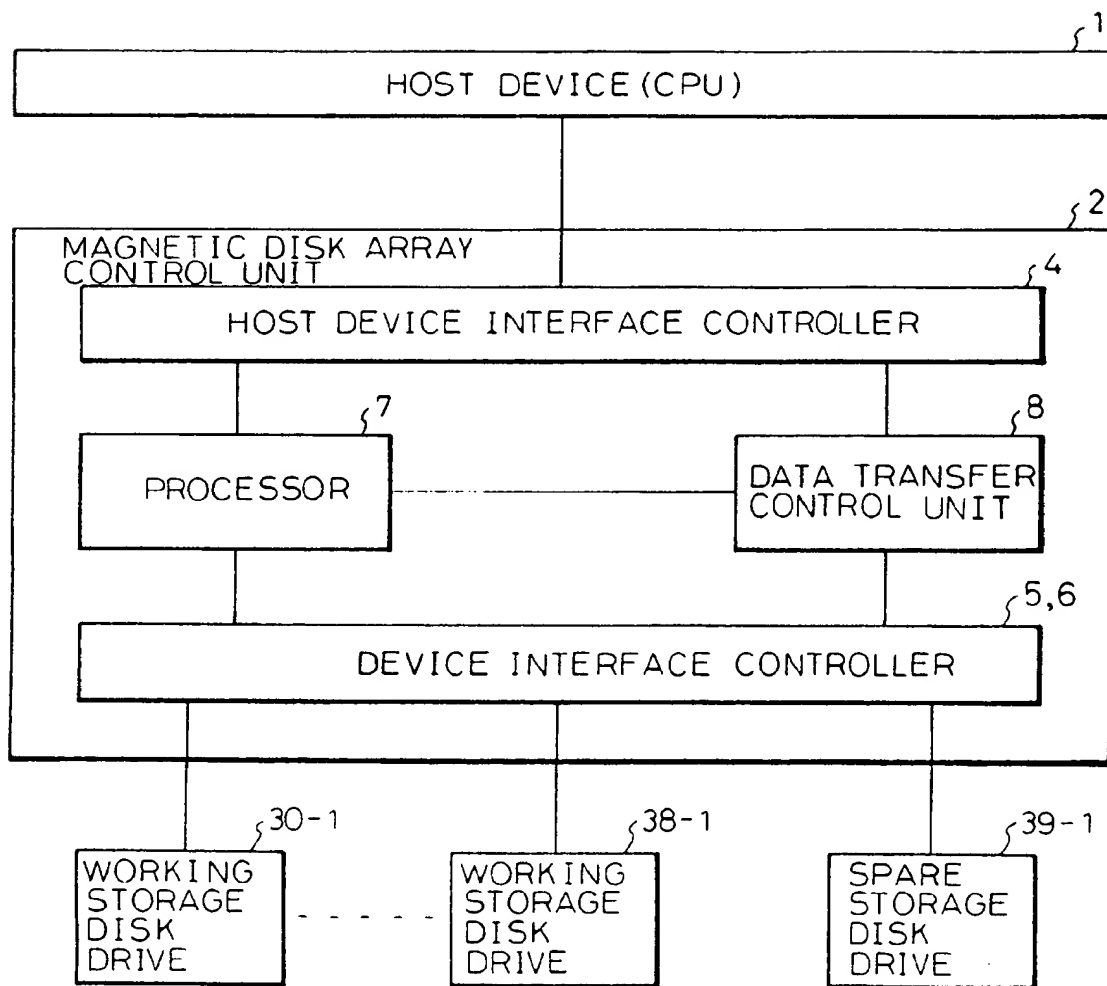 1
HOST DEVICE (CPU)
2
MAGNETIC DISK ARRAY
CONTROL UNIT
4
HOST DEVICE INTERFACE CONTROLLER
7
8
PROCESSOR
DATA TRANSFER
CONTROL UNIT
5,6
DEVICE INTERFACE CONTROLLER
30-1
38-1
39-1
WORKING
STORAGE
DISK
DRIVE
WORKING
STORAGE
DISK
DRIVE
SPARE
STORAGE
DISK
DRIVE